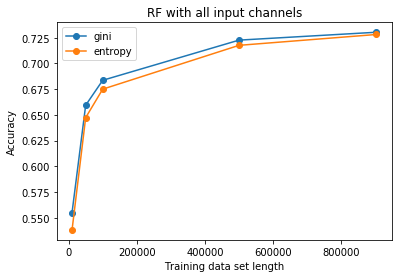 RF with all input channels
gini
entropy
0.725
0.700
0.675
0.650
0.625
0.600
0.575
0.550
Accuracy
0
200000
400000
600000
800000
Training data set length